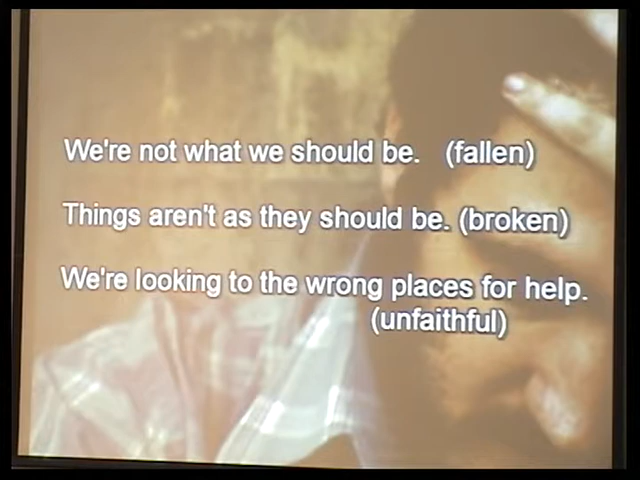 We're not what we should be. (fallen)
Things aren't as they should be. (broken)
We're looking to the wrong places for help.
(unfaithful)